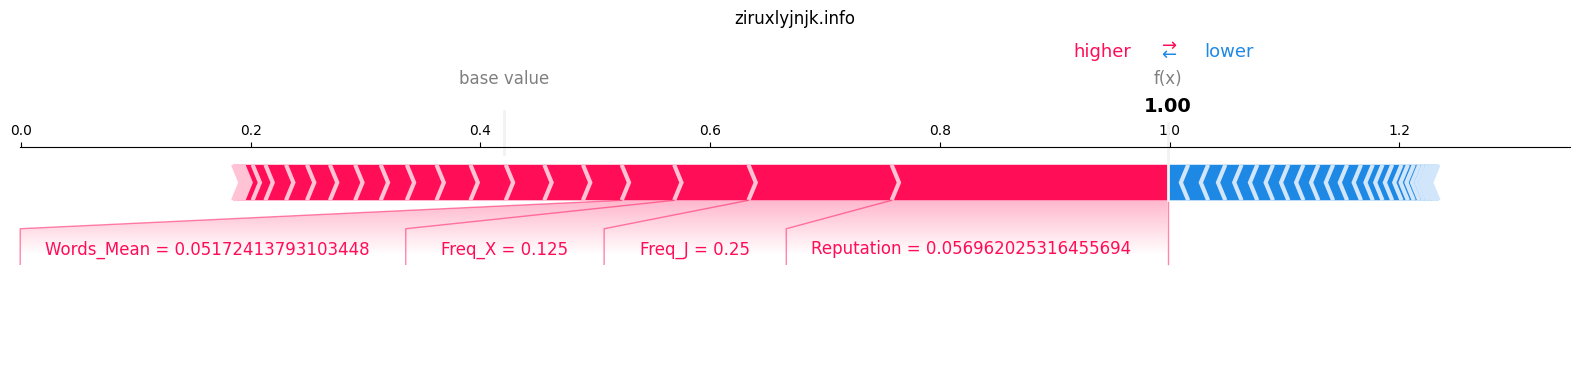 ziruxlyjnjk.info
higher → ← lower
base value f(x)
1.00
0.0 0.2 0.4 0.6 0.8 1.0 1.2
Words_Mean = 0.05172413793103448 Freq_X = 0.125 Freq_J = 0.25 Reputation = 0.056962025316455694